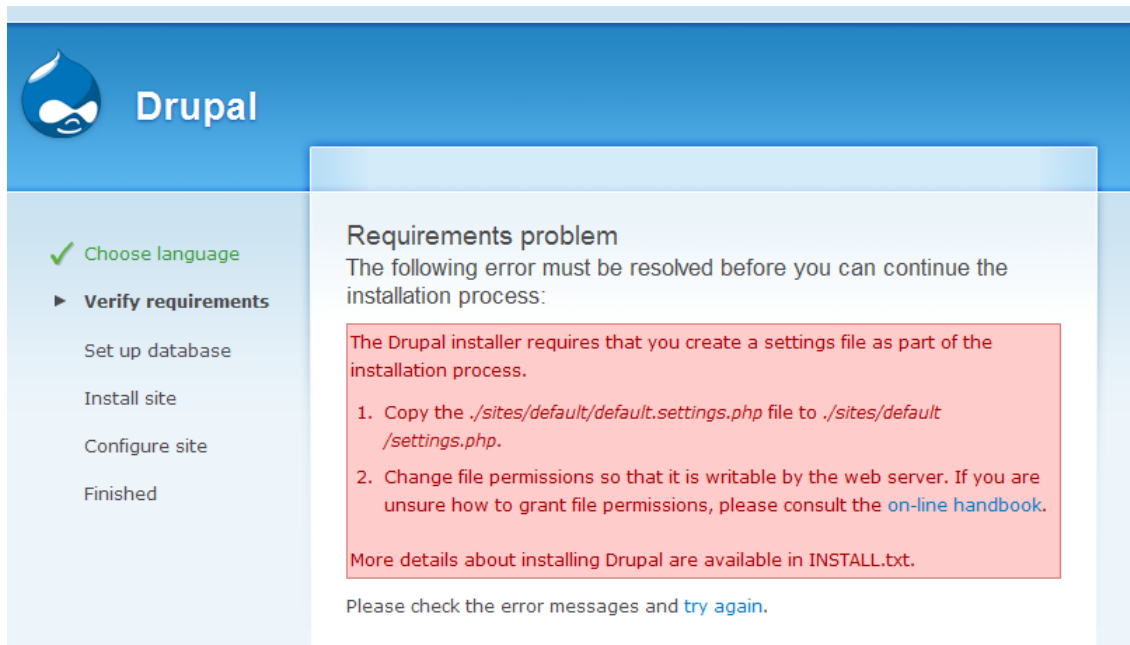 Drupal
Choose language
Verify requirements
Set up database
Install site
Configure site
Finished
Requirements problem
The following error must be resolved before you can continue the
installation process:
The Drupal installer requires that you create a settings file as part of the
installation process.
1. Copy the ./sites/default/default.settings.php file to ./sites/default
/settings.php.
2. Change file permissions so that it is writable by the web server. If you are
unsure how to grant file permissions, please consult the on-line handbook.
More details about installing Drupal are available in INSTALL.txt.
Please check the error messages and try again.